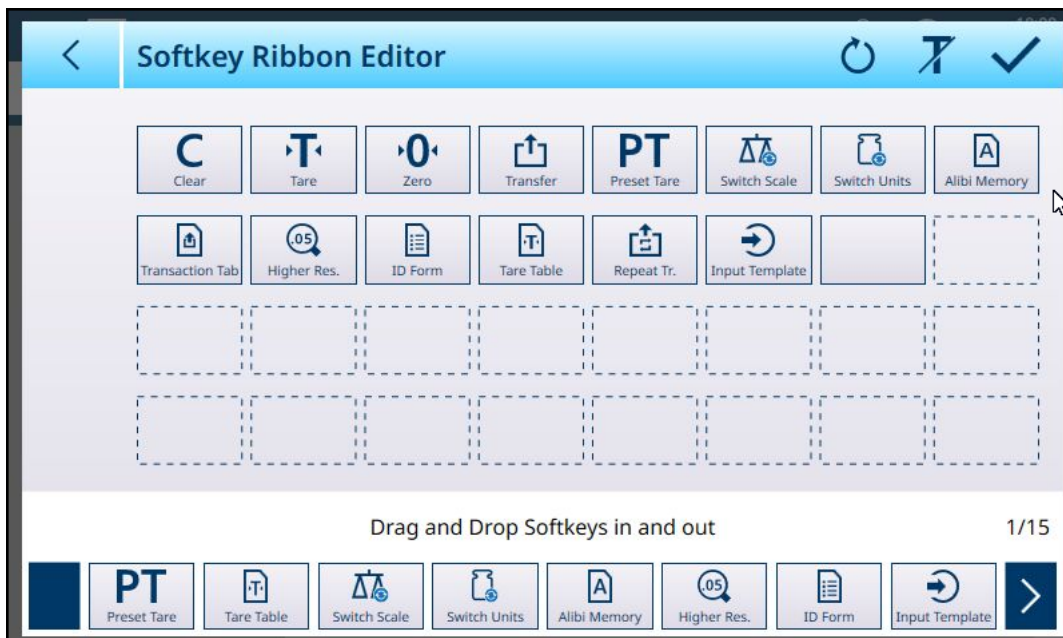 Softkey Ribbon Editor
C
T
0
PT
A
Clear
Tare
Zero
Transfer
Preset Tare
Switch Scale
Switch Units
Alibi Memory
.05
T
Transaction Tab
Higher Res.
ID Form
Tare Table
Repeat Tr.
Input Template
Drag and Drop Softkeys in and out
1/15
PT
T
A
.05
Preset Tare
Tare Table
Switch Scale
Switch Units
Alibi Memory
Higher Res.
ID Form
Input Template